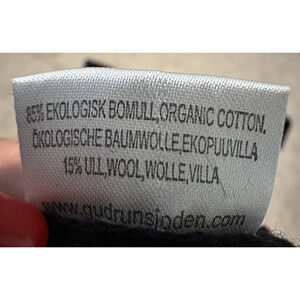 85% EKOLOGISK BOMULL,ORGANIC COTTON.
ÖKOLOGISCHE BAUMWOLLE,EKOPUUVILLA
15% ULL,WOOL,WOLLE,VILLA
www.gudrunsjoden.com